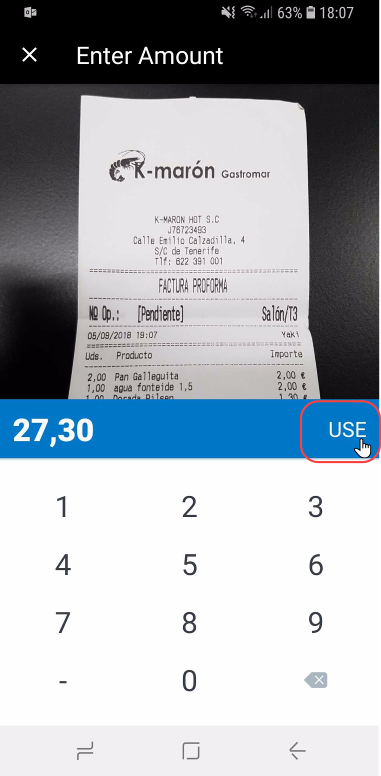 63% 18:07
Enter Amount
K-marón Gastromar
K-MARON HOT S.C
J76723493
Calle Emilio Calzadilla, 4
S/C de Tenerife
Tlf: 622 391 001
FACTURA PROFORMA
Nº Op.: [Pendiente] Salón/T3
05/09/2018 19:07 Yaki
Uds. Producto Importe
2,00 Pan Galleguita 2,00 €
1,00 agua fonteide 1,5 2,00 €
1,00 Dorada Pilsen 1,30 €
27,30 USE
1 2 3
4 5 6
7 8 9
- 0